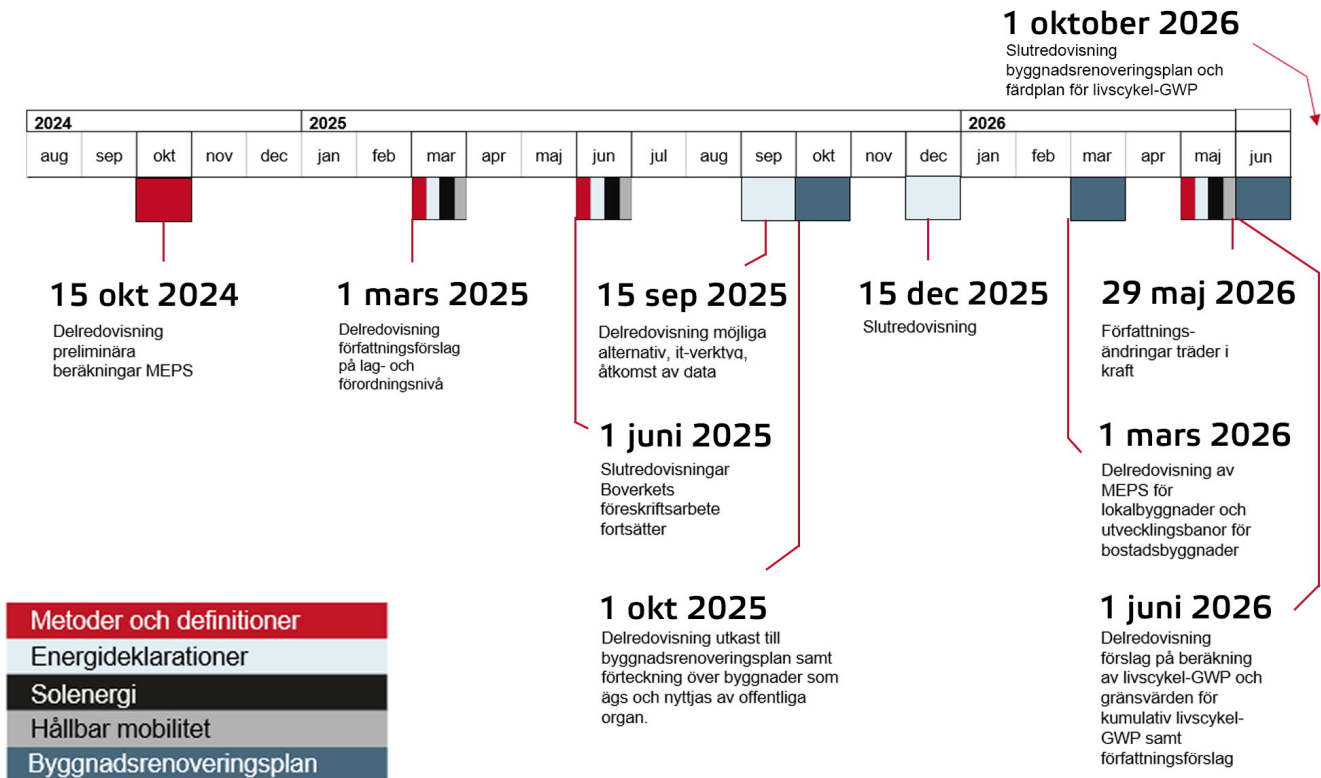 1 oktober 2026
Slutredovisning
byggnadsrenoveringsplan och
färdplan för livscykel-GWP
2024 2025 2026
aug sep okt nov dec jan feb mar apr maj jun jul aug sep okt nov dec jan feb mar apr maj jun
15 okt 2024
Delredovisning
preliminära
beräkningar MEPS
1 mars 2025
Delredovisning
författningsförslag
på lag- och
förordningsnivå
15 sep 2025
Delredovisning möjliga
alternativ, it-verktyg,
åtkomst av data
15 dec 2025
Slutredovisning
29 maj 2026
Författnings-
ändringar träder i
kraft
1 juni 2025
Slutredovisningar
Boverkets
föreskriftsarbete
fortsätter
1 mars 2026
Delredovisning av
MEPS för
lokalbyggnader och
utvecklingsbanor för
bostadsbyggnader
1 okt 2025
Delredovisning utkast till
byggnadsrenoveringsplan samt
förteckning över byggnader som
ägs och nyttjas av offentliga
organ.
1 juni 2026
Delredovisning
förslag på beräkning
av livscykel-GWP och
gränsvärden för
kumulativ livscykel-
GWP samt
författningsförslag
Metoder och definitioner
Energideklarationer
Solenergi
Hållbar mobilitet
Byggnadsrenoveringsplan